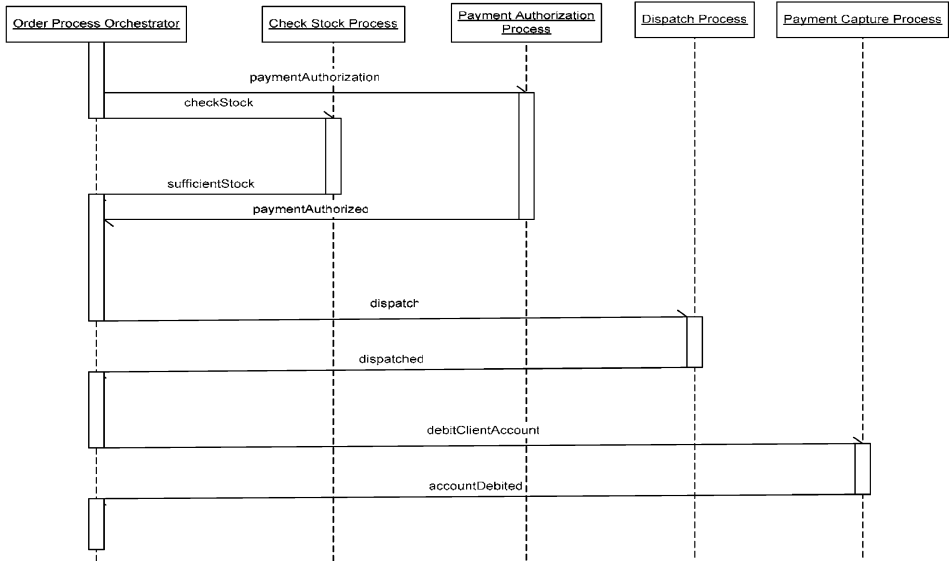 Order Process Orchestrator
Check Stock Process
Payment Authorization
Process
Dispatch Process
Payment Capture Process
paymentAuthorization
checkStock
sufficientStock
paymentAuthorized
dispatch
dispatched
debitClientAccount
accountDebited